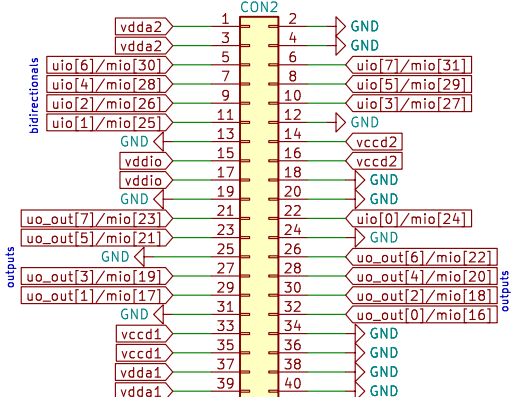 CON2
vdda2 1 2 GND
vdda2 3 4 GND
uio[6]/mio[30] 5 6 uio[7]/mio[31]
uio[4]/mio[28] 7 8 uio[5]/mio[29]
uio[2]/mio[26] 9 10 uio[3]/mio[27]
uio[1]/mio[25] 11 12 GND
GND 13 14 vccd2
vddio 15 16 vccd2
vddio 17 18 GND
GND 19 20 GND
uo_out[7]/mio[23] 21 22 uio[0]/mio[24]
uo_out[5]/mio[21] 23 24 GND
GND 25 26 uo_out[6]/mio[22]
uo_out[3]/mio[19] 27 28 uo_out[4]/mio[20]
uo_out[1]/mio[17] 29 30 uo_out[2]/mio[18]
GND 31 32 uo_out[0]/mio[16]
vccd1 33 34 GND
vccd1 35 36 GND
vdda1 37 38 GND
vdda1 39 40 GND
bidirectionals
outputs
outputs